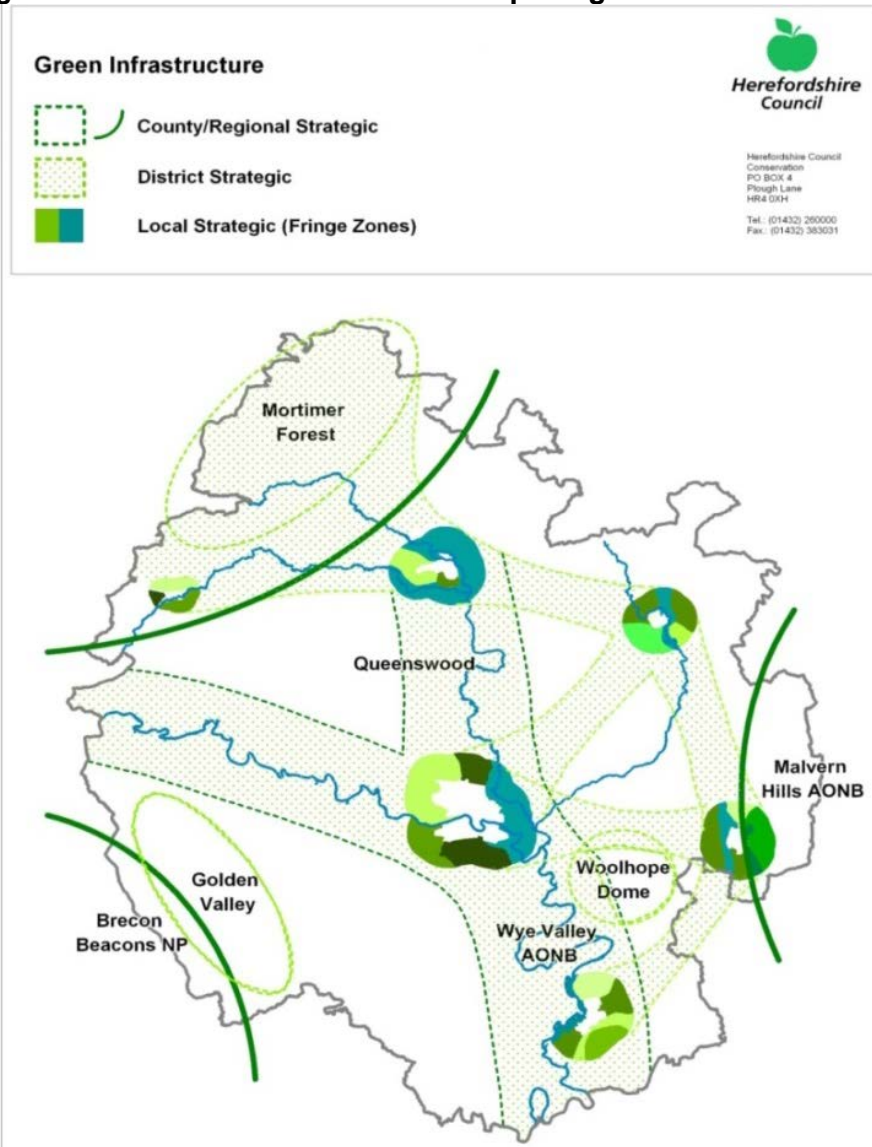 Green Infrastructure
County/Regional Strategic
District Strategic
Local Strategic (Fringe Zones)
Herefordshire
Council
Herefordshire Council
Conservation
PO BOX 4
Plough Lane
HR4 0XH
Tel.: (01432) 260000
Fax.: (01432) 383031
Mortimer
Forest
Queenswood
Malvern
Hills AONB
Woolhope
Dome
Golden
Valley
Brecon
Beacons NP
Wye Valley
AONB